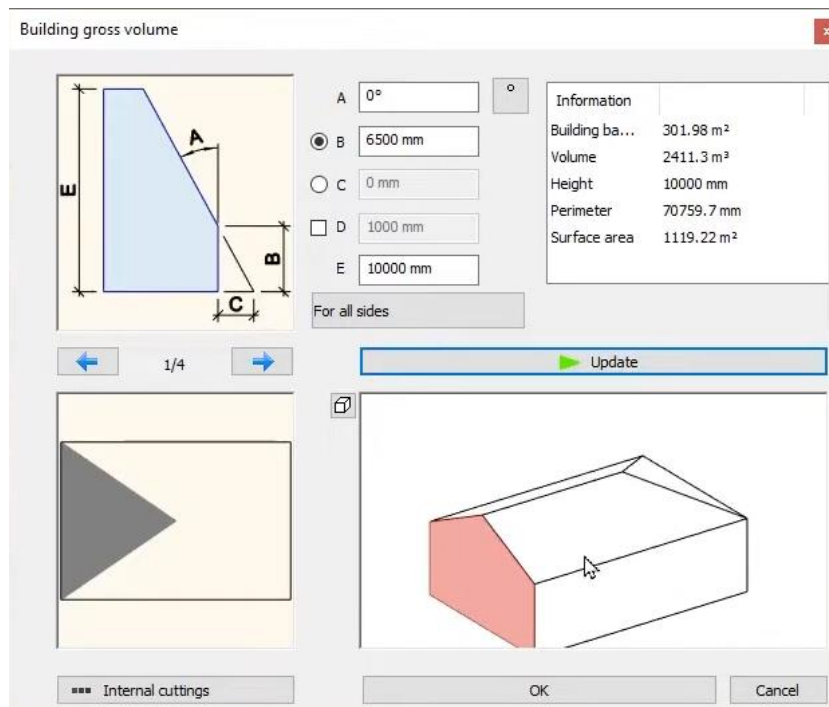 Building gross volume
E
A
B
C
A 0° °
B 6500 mm
C 0 mm
D 1000 mm
E 10000 mm
For all sides
Information
Building ba... 301.98 m²
Volume 2411.3 m³
Height 10000 mm
Perimeter 70759.7 mm
Surface area 1119.22 m²
1/4
Update
Internal cuttings
OK
Cancel